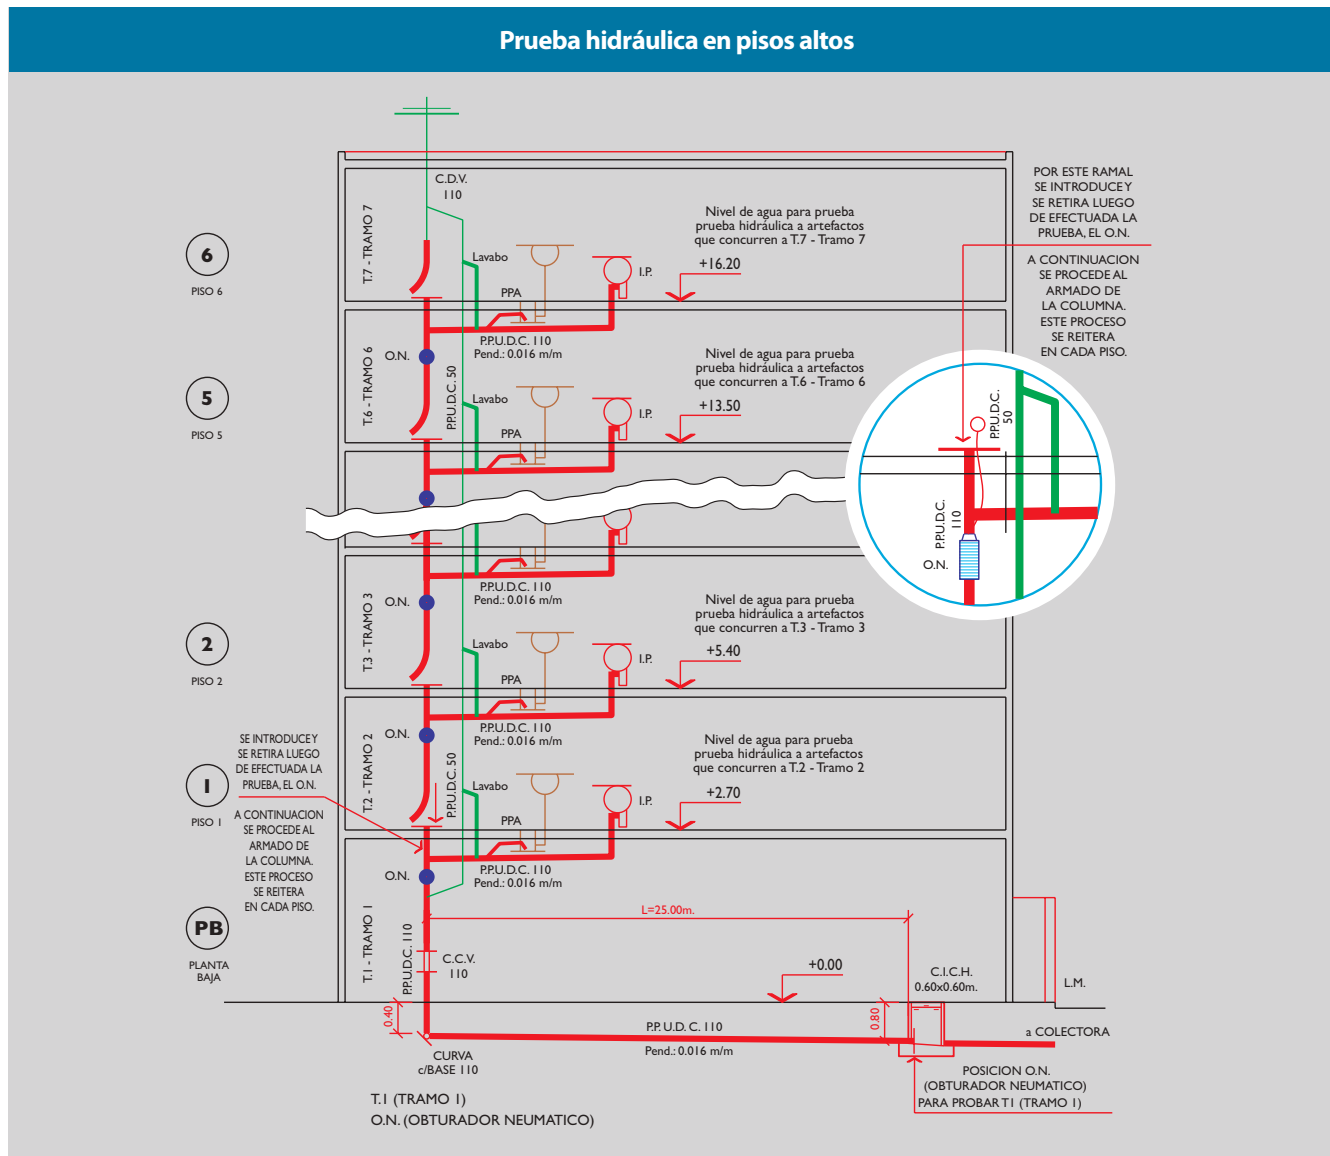 Prueba hidráulica en pisos altos
C.D.V.
110
T.7 - TRAMO 7
Nivel de agua para prueba
prueba hidráulica a artefactos
que concurren a T.7 - Tramo 7
+16.20
6
PISO 6
Lavabo
PPA
I.P.
P.P.U.D.C. 110
Pend.: 0.016 m/m
POR ESTE RAMAL
SE INTRODUCE Y
SE RETIRA LUEGO
DE EFECTUADA LA
PRUEBA, EL O.N.
A CONTINUACION
SE PROCEDE AL
ARMADO DE
LA COLUMNA.
ESTE PROCESO
SE REITERA
EN CADA PISO.
T.6 - TRAMO 6
O.N.
P.P.U.D.C. 50
Nivel de agua para prueba
prueba hidráulica a artefactos
que concurren a T.6 - Tramo 6
+13.50
5
PISO 5
Lavabo
PPA
I.P.
P.P.U.D.C.
50
P.P.U.D.C.
110
O.N.
P.P.U.D.C. 110
Pend.: 0.016 m/m
T.3 - TRAMO 3
O.N.
Nivel de agua para prueba
prueba hidráulica a artefactos
que concurren a T.3 - Tramo 3
+5.40
2
PISO 2
Lavabo
PPA
I.P.
P.P.U.D.C. 110
Pend.: 0.016 m/m
SE INTRODUCE Y
SE RETIRA LUEGO
DE EFECTUADA LA
PRUEBA, EL O.N.
A CONTINUACION
SE PROCEDE AL
ARMADO DE
LA COLUMNA.
ESTE PROCESO
SE REITERA
EN CADA PISO.
T.2 - TRAMO 2
O.N.
P.P.U.D.C. 50
Nivel de agua para prueba
prueba hidráulica a artefactos
que concurren a T.2 - Tramo 2
+2.70
1
PISO 1
Lavabo
PPA
I.P.
P.P.U.D.C. 110
Pend.: 0.016 m/m
O.N.
PB
PLANTA
BAJA
T.1 - TRAMO 1
P.P.U.D.C. 110
L=25.00m.
C.C.V.
110
+0.00
C.I.C.H.
0.60x0.60m.
L.M.
0.40
0.80
P.P. U.D. C. 110
Pend.: 0.016 m/m
a COLECTORA
CURVA
c/BASE 110
POSICION O.N.
(OBTURADOR NEUMATICO)
PARA PROBAR T1 (TRAMO 1)
T.1 (TRAMO 1)
O.N. (OBTURADOR NEUMATICO)